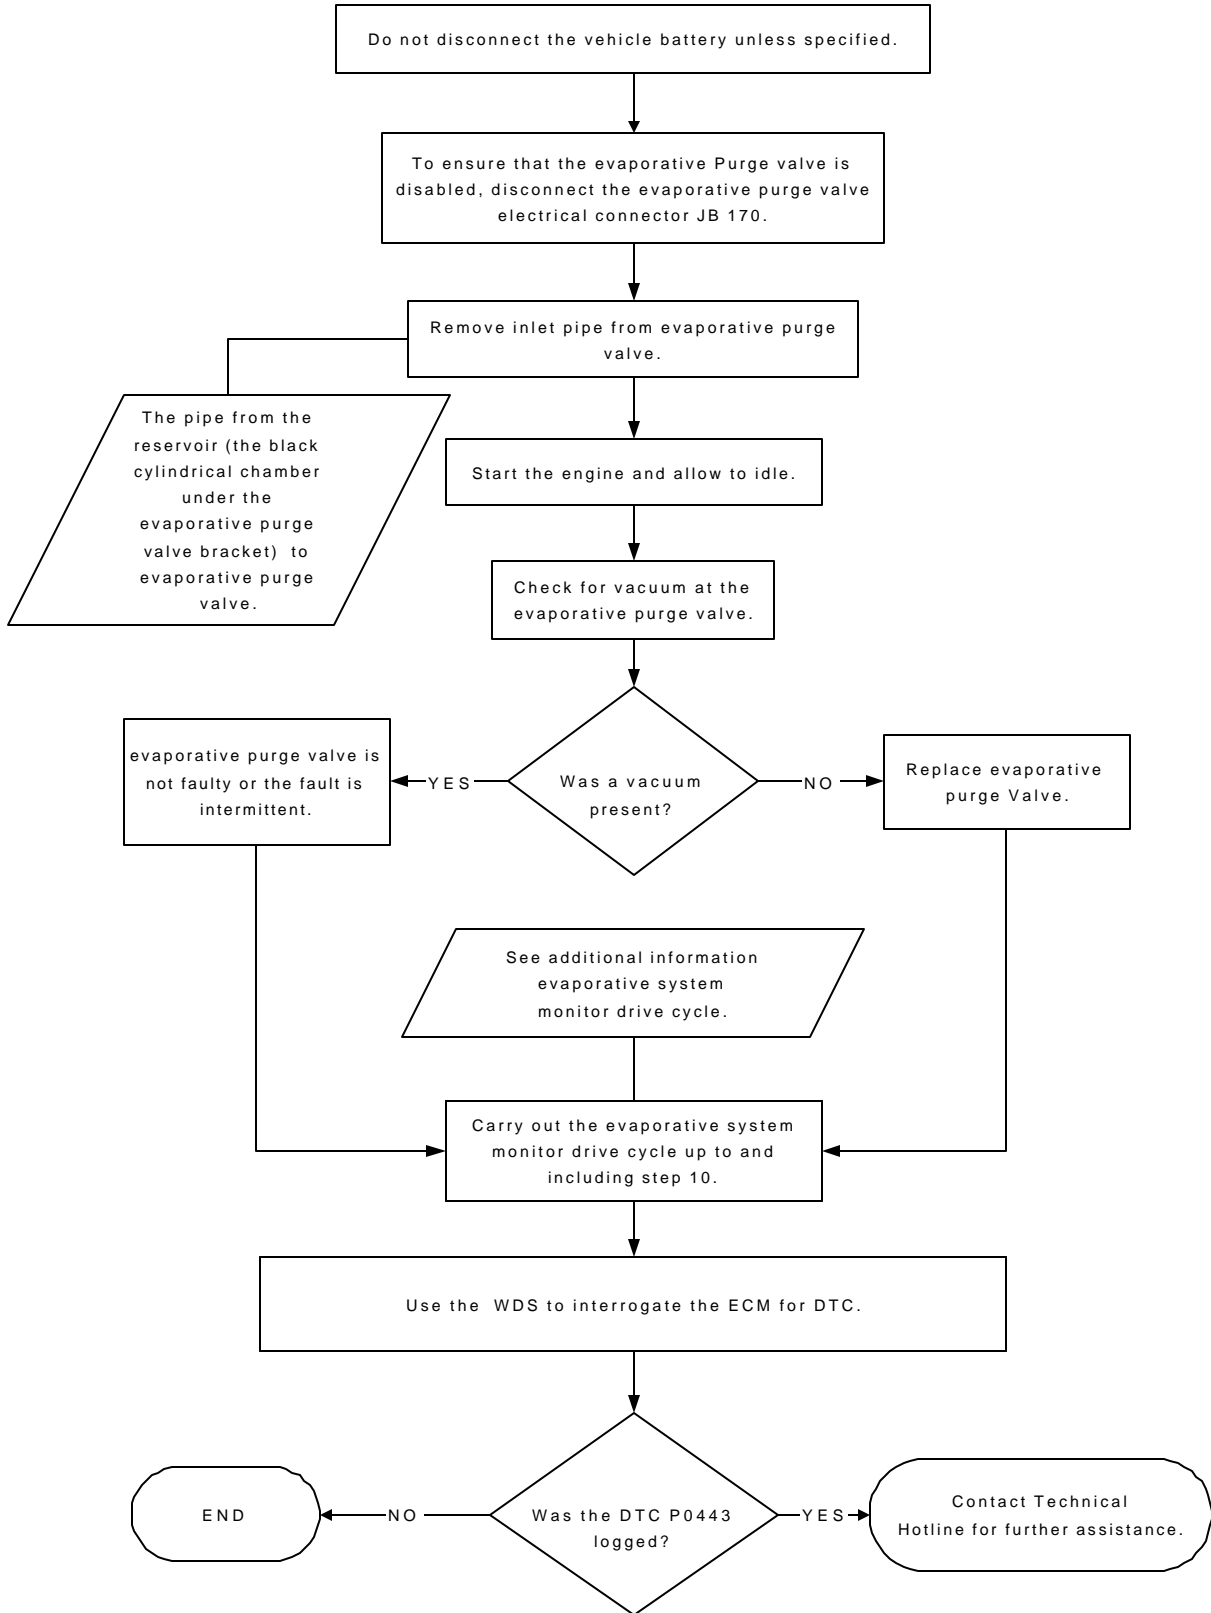 Do not disconnect the vehicle battery unless specified.
To ensure that the evaporative Purge valve is
disabled, disconnect the evaporative purge valve
electrical connector JB 170.
Remove inlet pipe from evaporative purge
valve.
The pipe from the
reservoir (the black
cylindrical chamber
under the
evaporative purge
valve bracket) to
evaporative purge
valve.
Start the engine and allow to idle.
Check for vacuum at the
evaporative purge valve.
evaporative purge valve is
not faulty or the fault is
intermittent.
YES
Was a vacuum
present?
NO
Replace evaporative
purge Valve.
See additional information
evaporative system
monitor drive cycle.
Carry out the evaporative system
monitor drive cycle up to and
including step 10.
Use the WDS to interrogate the ECM for DTC.
END
NO
Was the DTC P0443
logged?
YES
Contact Technical
Hotline for further assistance.